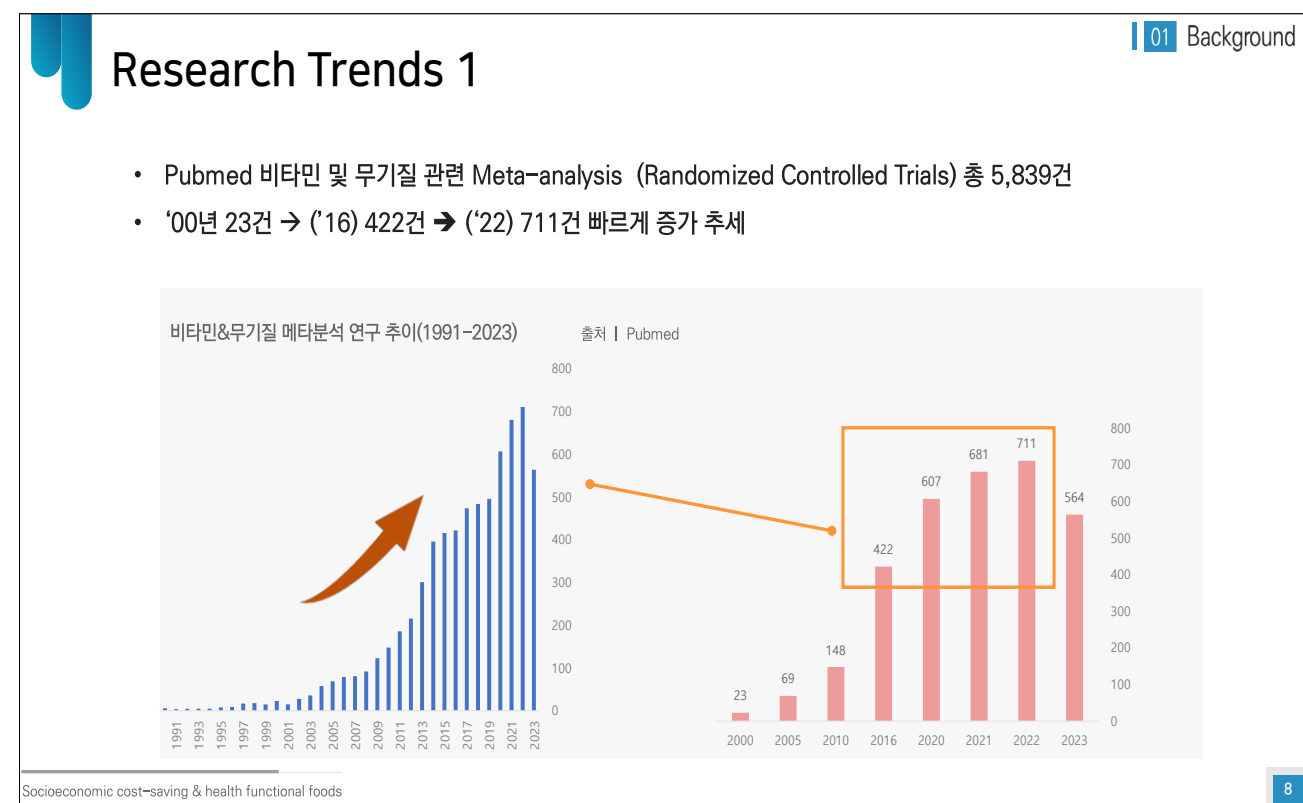 01 Background
Research Trends 1
• Pubmed 비타민 및 무기질 관련 Meta-analysis (Randomized Controlled Trials) 총 5,839건
• ‘00년 23건 → (’16) 422건 ➔ (‘22) 711건 빠르게 증가 추세
비타민&무기질 메타분석 연구 추이(1991-2023)
출처 | Pubmed
800
700
600
500
400
300
200
100
0
1991 1993 1995 1997 1999 2001 2003 2005 2007 2009 2011 2013 2015 2017 2019 2021 2023
23 69 148 422 607 681 711 564
800
700
600
500
400
300
200
100
0
2000 2005 2010 2016 2020 2021 2022 2023
Socioeconomic cost-saving & health functional foods
8